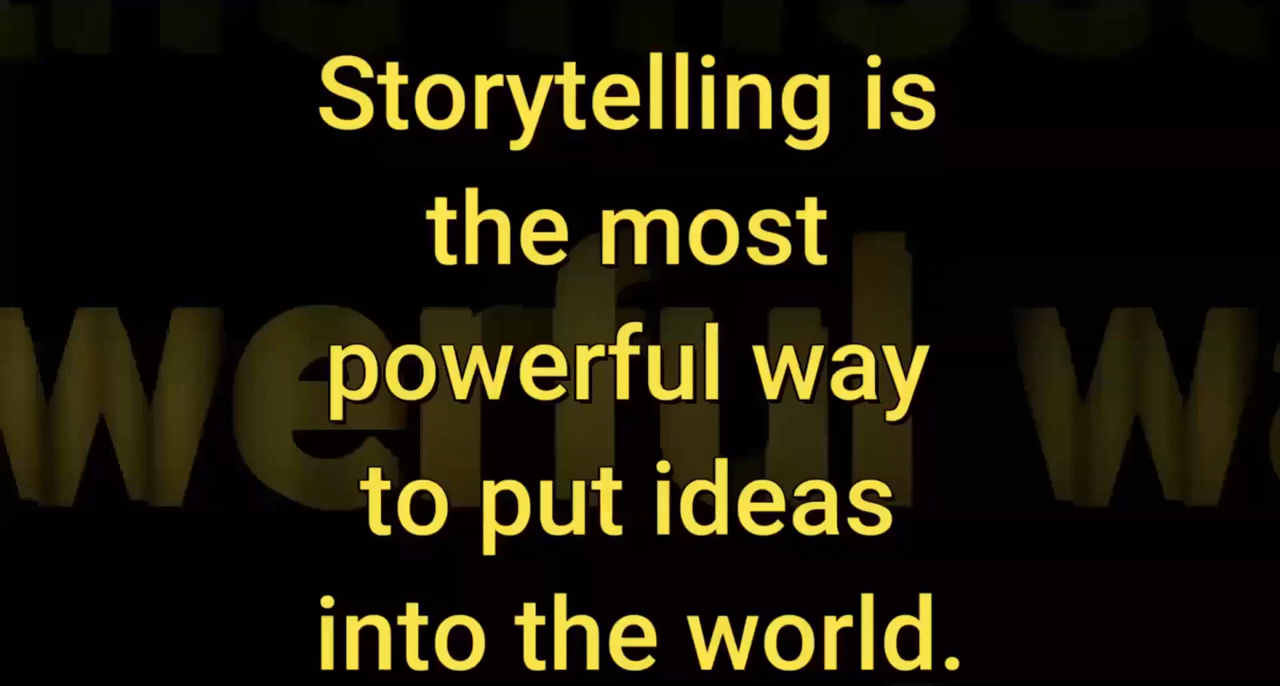 Storytelling is
the most
powerful way
to put ideas
into the world.